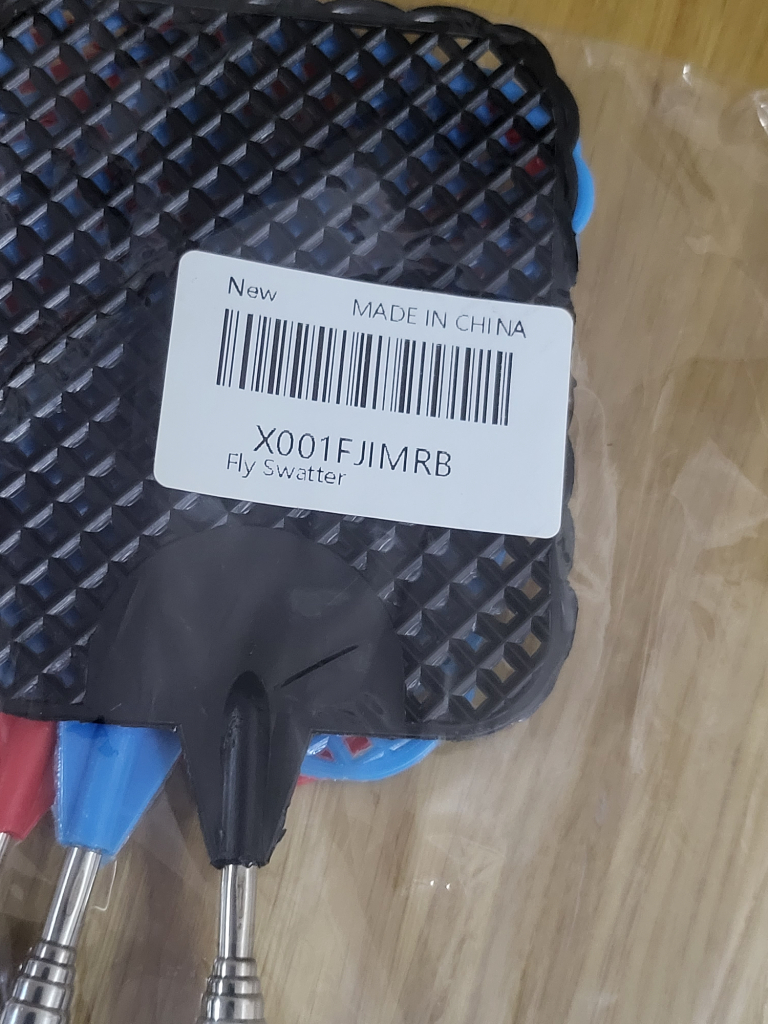 New MADE IN CHINA
X001FJIMRB
Fly Swatter